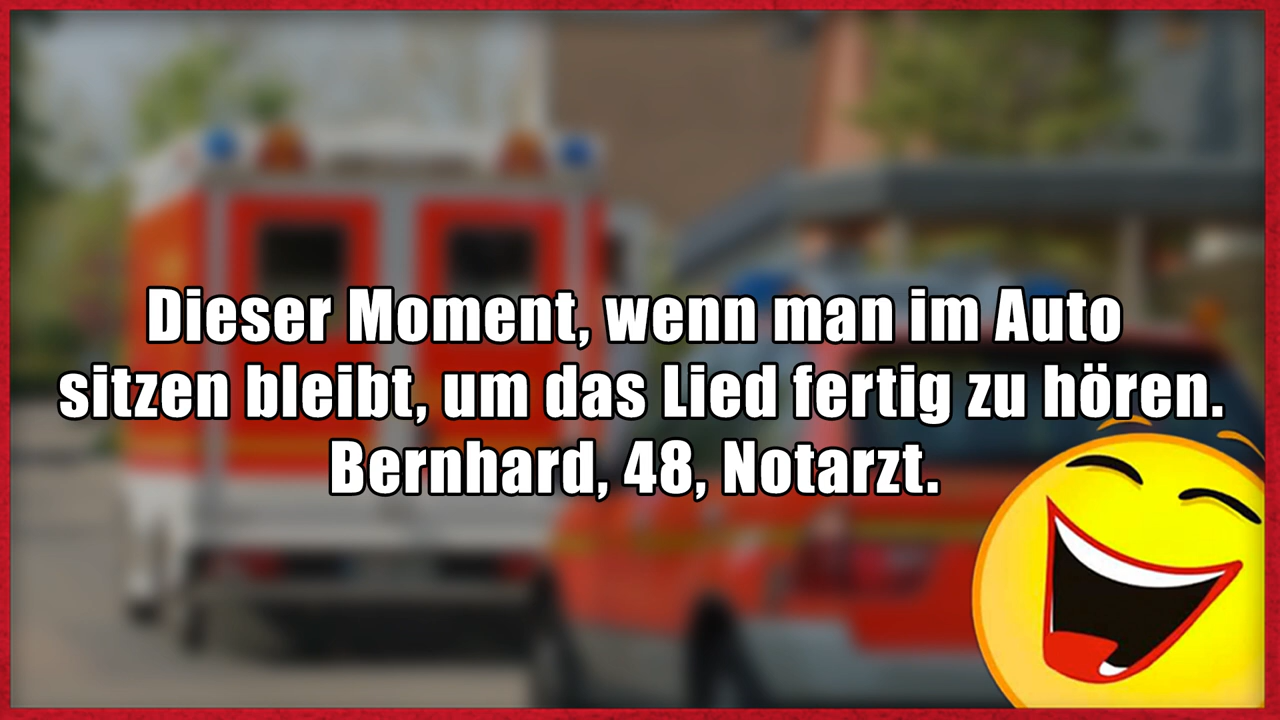 Dieser Moment, wenn man im Auto
sitzen bleibt, um das Lied fertig zu hören.
Bernhard, 48, Notarzt.